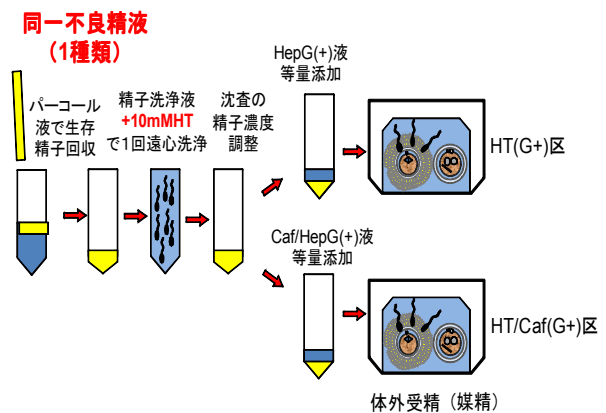 同一不良精液
（1種類）
パーコール
液で生存
精子回収
精子洗浄液
+10mMHT
で1回遠心洗浄
沈査の
精子濃度
調整
HepG(+)液
等量添加
HT(G+)区
Caf/HepG(+)液
等量添加
HT/Caf(G+)区
体外受精（媒精）